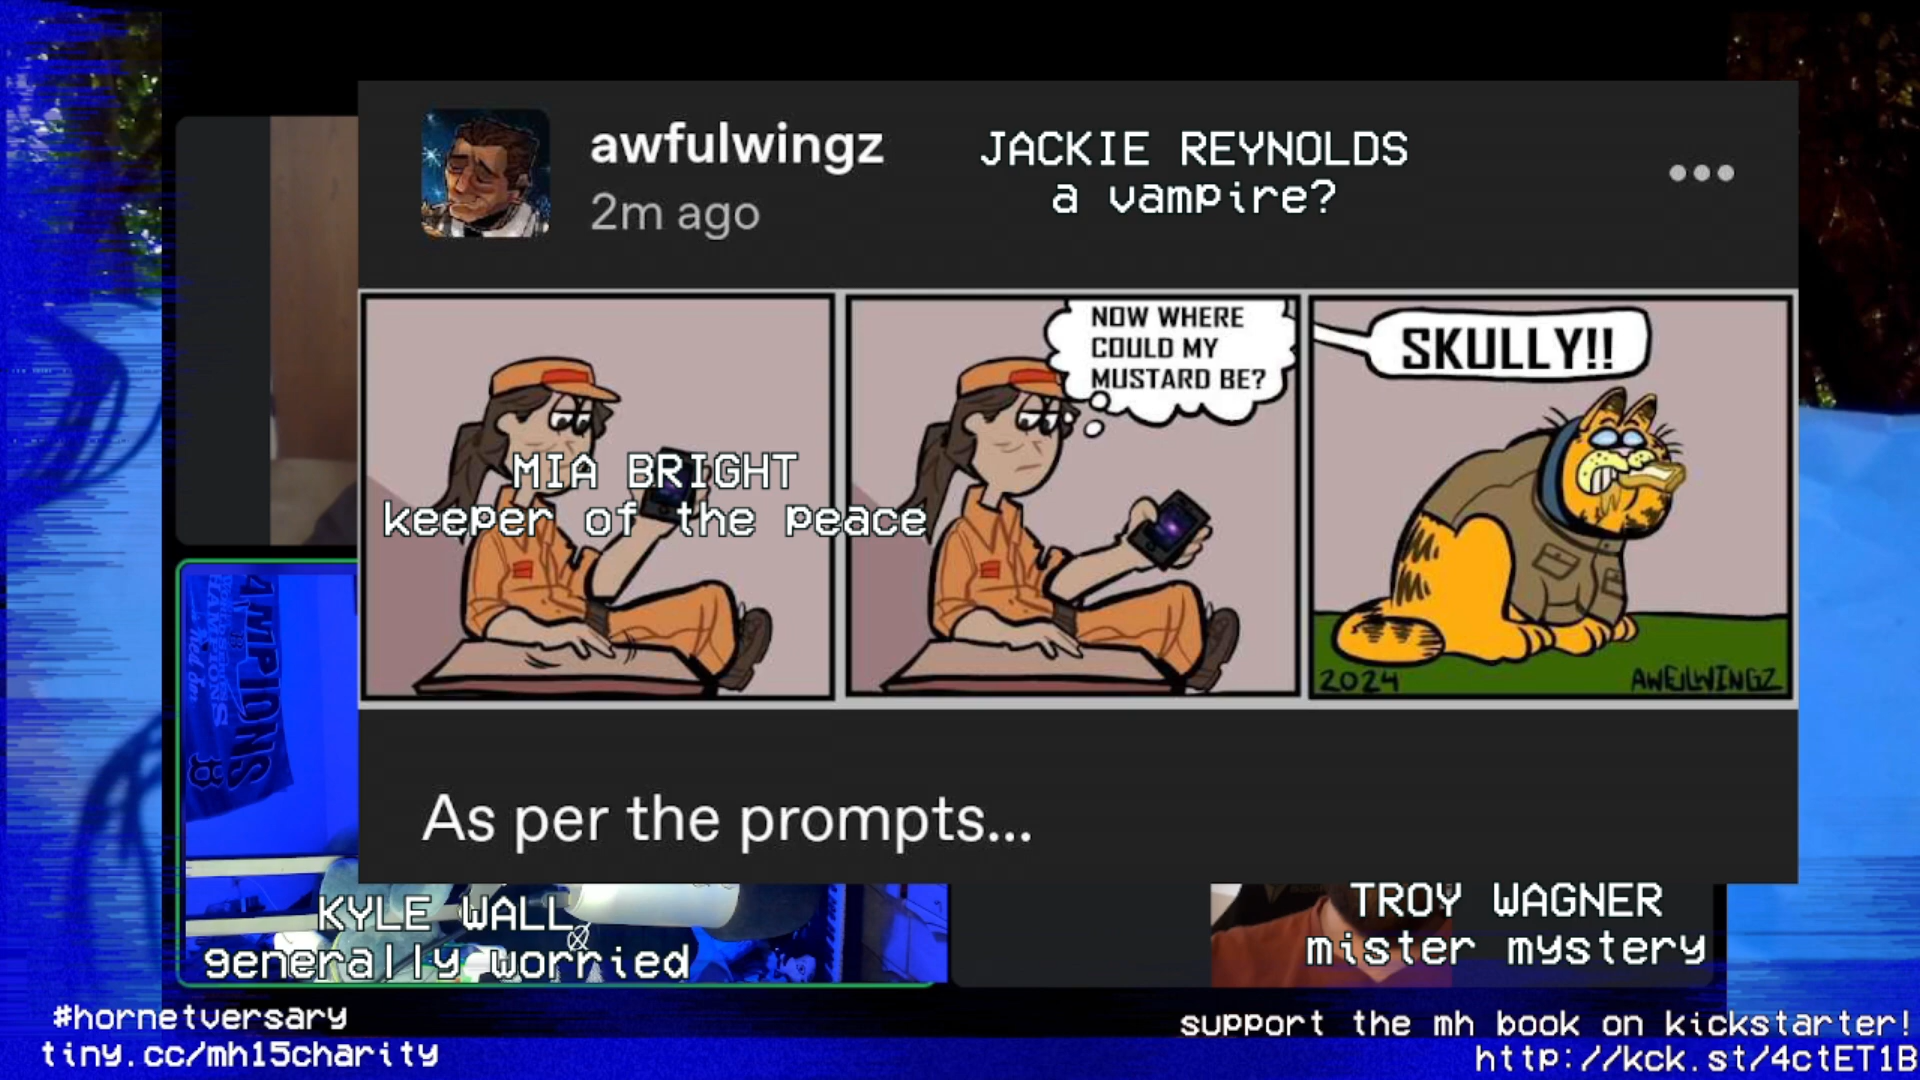 awfulwingz
2m ago
JACKIE REYNOLDS
a vampire?
NOW WHERE
COULD MY
MUSTARD BE?
SKULLY!!
MIA BRIGHT
keeper of the peace
2024
AWFULWINGZ
As per the prompts...
KYLE WALL
generally worried
TROY WAGNER
mister mystery
#hornetversary
tiny.cc/mh15charity
support the mh book on kickstarter!
http://kck.st/4ctET1B